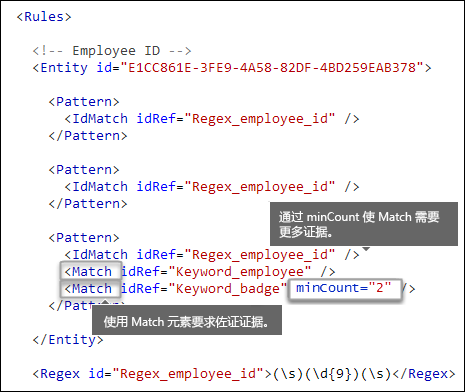 <Rules>
<!-- Employee ID -->
<Entity id="E1CC861E-3FE9-4A58-82DF-4BD259EAB378">
<Pattern>
<IdMatch idRef="Regex_employee_id" />
</Pattern>
<Pattern>
<IdMatch idRef="Regex_employee_id" />
</Pattern>
通过 minCount 使 Match 需要
更多证据。
<Pattern>
<IdMatch idRef="Regex_employee_id" />
<Match idRef="Keyword_employee" />
<Match idRef="Keyword_badge" minCount="2" />
</Pat
使用 Match 元素要求佐证证据。
</Entity>
<Regex id="Regex_employee_id">(\s)(\d{9})(\s)</Regex>